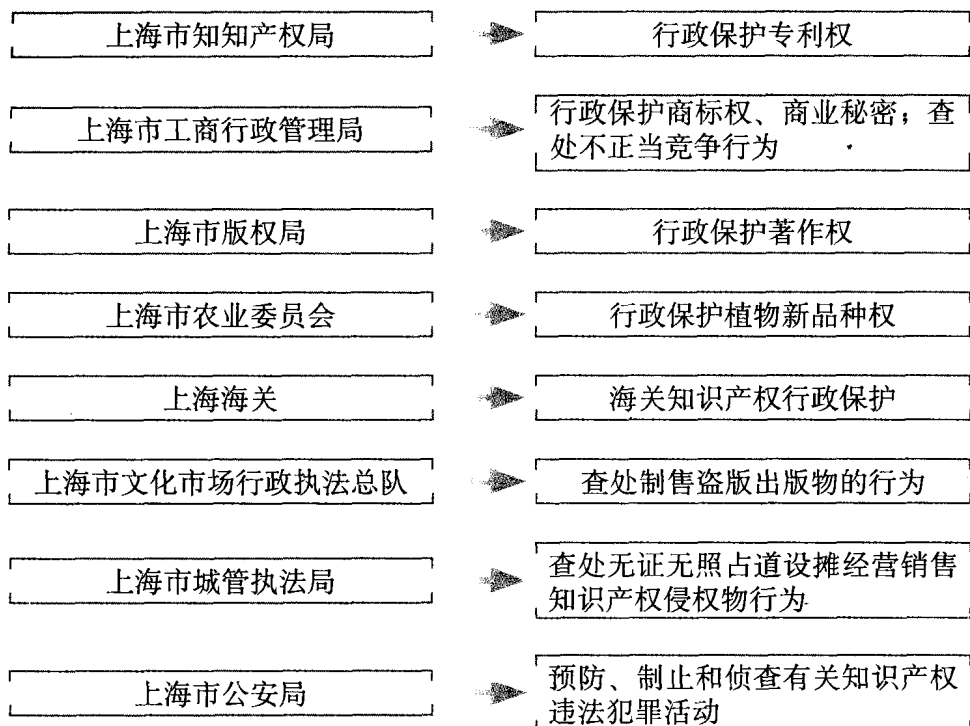 上海市知知产权局
行政保护专利权
上海市工商行政管理局
行政保护商标权、商业秘密；查
处不正当竞争行为
上海市版权局
行政保护著作权
上海市农业委员会
行政保护植物新品种权
上海海关
海关知识产权行政保护
上海市文化市场行政执法总队
查处制售盗版出版物的行为
上海市城管执法局
查处无证无照占道设摊经营销售
知识产权侵权物行为
上海市公安局
预防、制止和侦查有关知识产权
违法犯罪活动